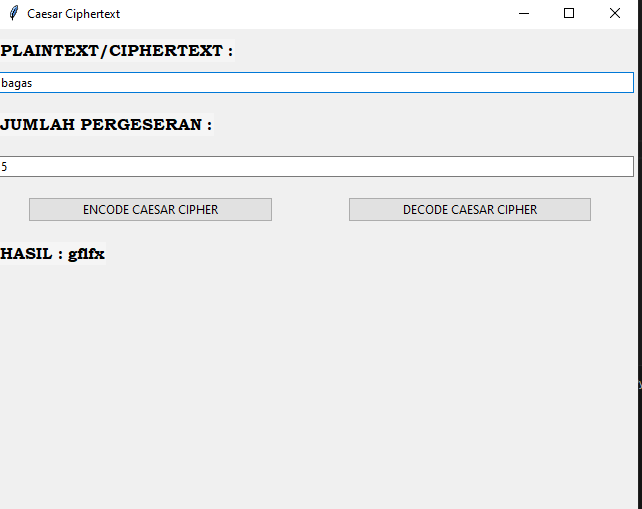 Caesar Ciphertext
PLAINTEXT/CIPHERTEXT :
bagas
JUMLAH PERGESERAN :
5
ENCODE CAESAR CIPHER DECODE CAESAR CIPHER
HASIL : gflfx